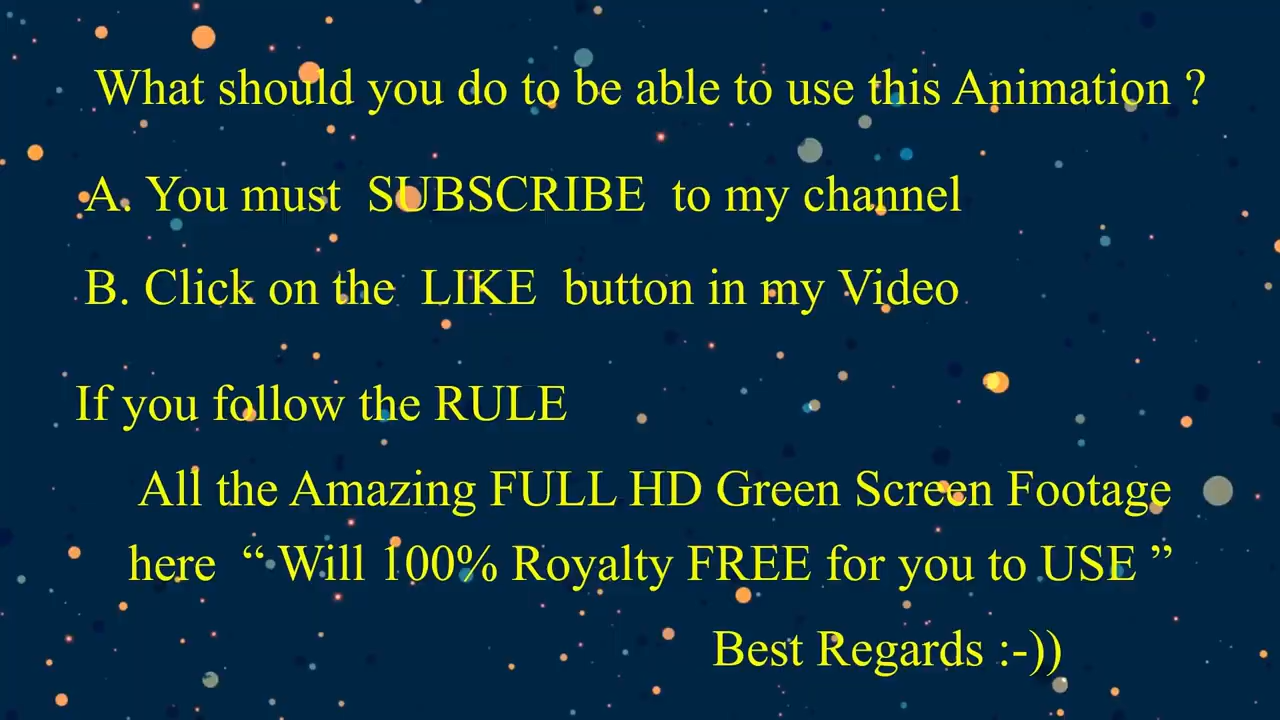 What should you do to be able to use this Animation ?
A. You must SUBSCRIBE to my channel
B. Click on the LIKE button in my Video
If you follow the RULE
All the Amazing FULL HD Green Screen Footage
here “ Will 100% Royalty FREE for you to USE ”
Best Regards :-))